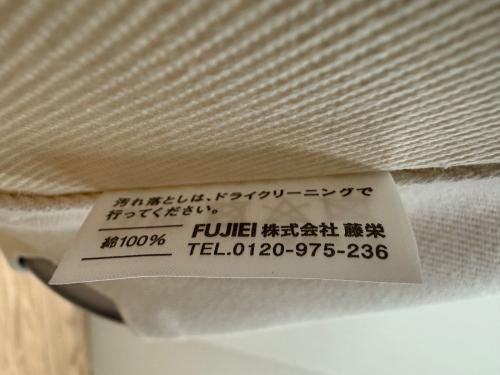 汚れ落としは、ドライクリーニングで
行ってください。
綿100%
FUJIEI 株式会社 藤栄
TEL.0120-975-236